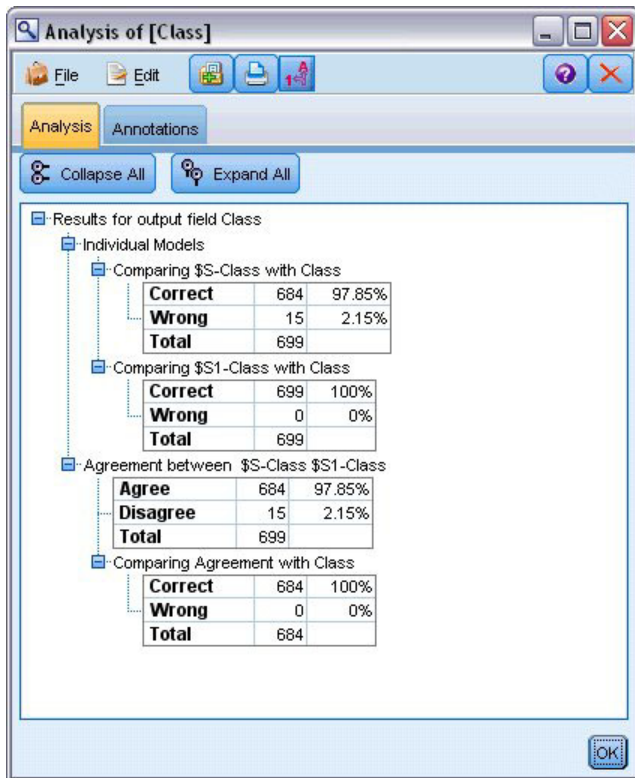 Analysis of [Class]
File Edit
Analysis Annotations
Collapse All Expand All
Results for output field Class
Individual Models
Comparing $S-Class with Class
Correct 684 97.85%
Wrong 15 2.15%
Total 699
Comparing $S1-Class with Class
Correct 699 100%
Wrong 0 0%
Total 699
Agreement between $S-Class $S1-Class
Agree 684 97.85%
Disagree 15 2.15%
Total 699
Comparing Agreement with Class
Correct 684 100%
Wrong 0 0%
Total 684
OK